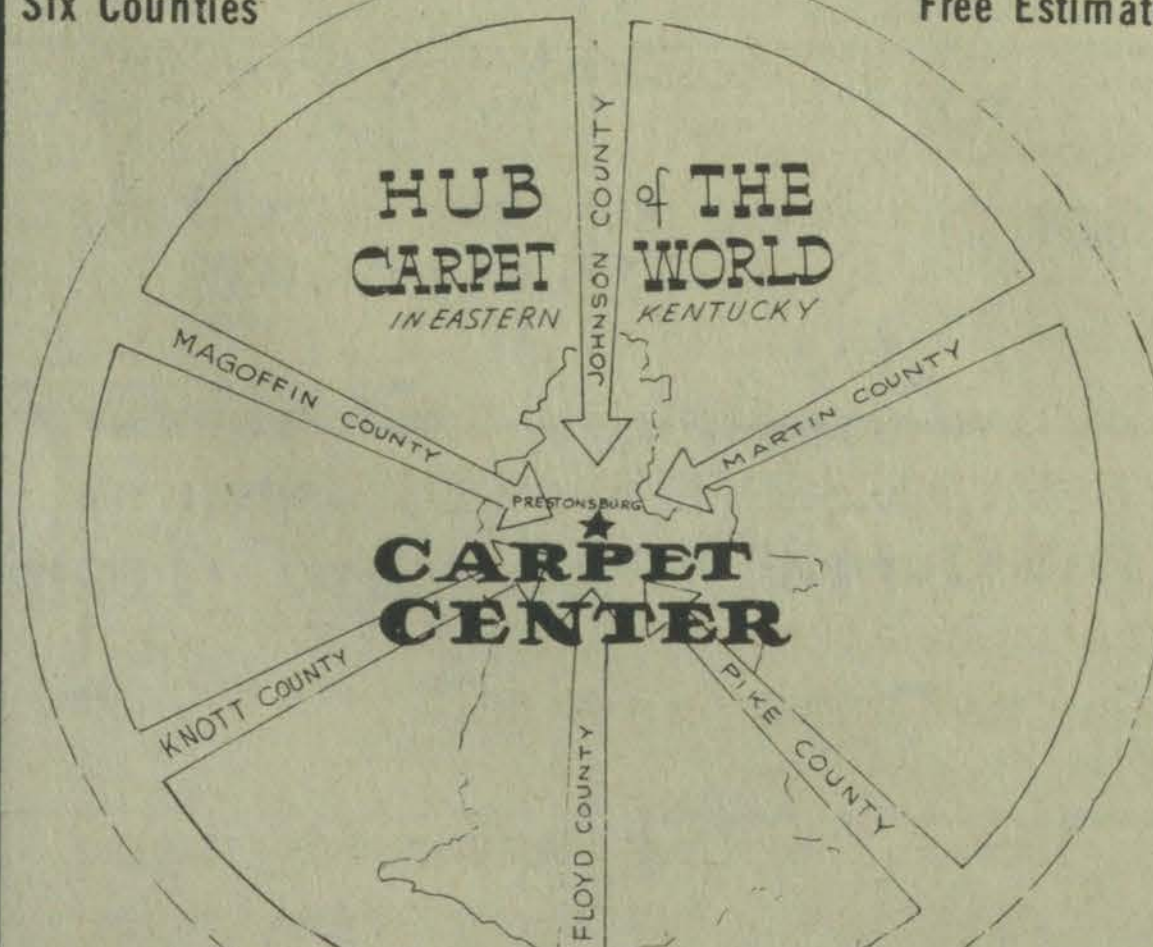 Six Counties
Free Estimat
HUB of THE
CARPET WORLD
IN EASTERN KENTUCKY
JOHNSON COUNTY
MAGOFFIN COUNTY
MARTIN COUNTY
PRESTONSBURG
CARPET
CENTER
KNOTT COUNTY
PIKE COUNTY
FLOYD COUNTY